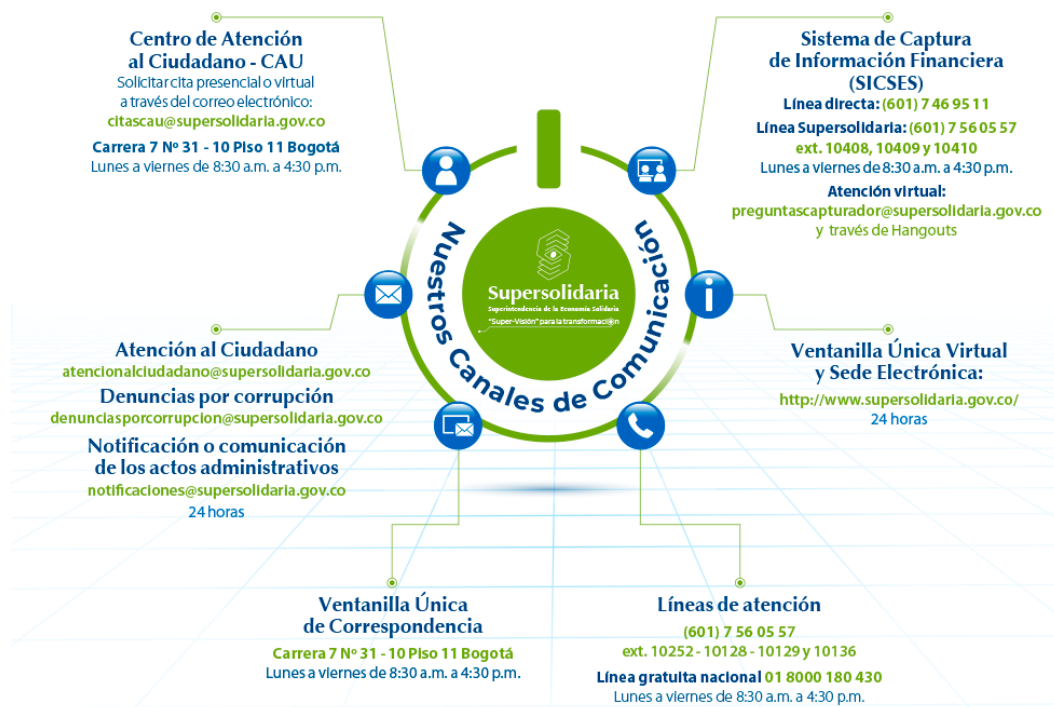 Centro de Atención
al Ciudadano - CAU
Solicitar cita presencial o virtual
a través del correo electrónico:
citascau@supersolidaria.gov.co
Carrera 7 Nº 31 - 10 Piso 11 Bogotá
Lunes a viernes de 8:30 a.m. a 4:30 p.m.
Sistema de Captura
de Información Financiera
(SICSES)
Línea directa: (601) 7 46 95 11
Línea Supersolidaria: (601) 7 56 05 57
ext. 10408, 10409 y 10410
Lunes a viernes de 8:30 a.m. a 4:30 p.m.
Atención virtual:
preguntascapturador@supersolidaria.gov.co
y través de Hangouts
Nuestros Canales de Comunicación
Supersolidaria
Superintendencia de la Economía Solidaria
"Super-Visión" para la transformación
Atención al Ciudadano
atencionalciudadano@supersolidaria.gov.co
Denuncias por corrupción
denunciasporcorrupcion@supersolidaria.gov.co
Notificación o comunicación
de los actos administrativos
notificaciones@supersolidaria.gov.co
24 horas
Ventanilla Única Virtual
y Sede Electrónica:
http://www.supersolidaria.gov.co/
24 horas
Ventanilla Única
de Correspondencia
Carrera 7 Nº 31 - 10 Piso 11 Bogotá
Lunes a viernes de 8:30 a.m. a 4:30 p.m.
Líneas de atención
(601) 7 56 05 57
ext. 10252 - 10128 - 10129 y 10136
Línea gratuita nacional 01 8000 180 430
Lunes a viernes de 8:30 a.m. a 4:30 p.m.